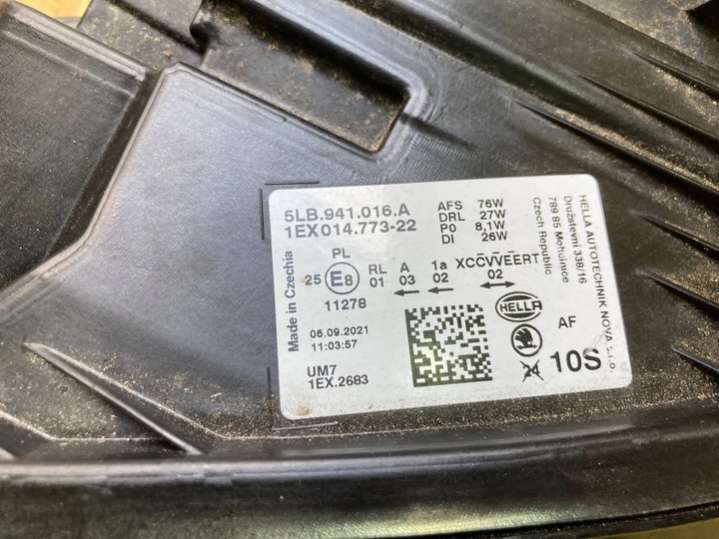 5LB.941.016.A
1EX014.773-22
AFS 76W
DRL 27W
P0 8,1W
DI 26W
HELLA AUTOTECHNIK NOVA s.r.o.
Družstevní 338/16
789 85 Mohelnice
Czech Republic
Made in Czechia
PL
25 E8 RL A 1a XCCVVEERT
01 03 02 02
11278
06.09.2021
11:03:57
HELLA
AF
UM7
1EX.2683
10S